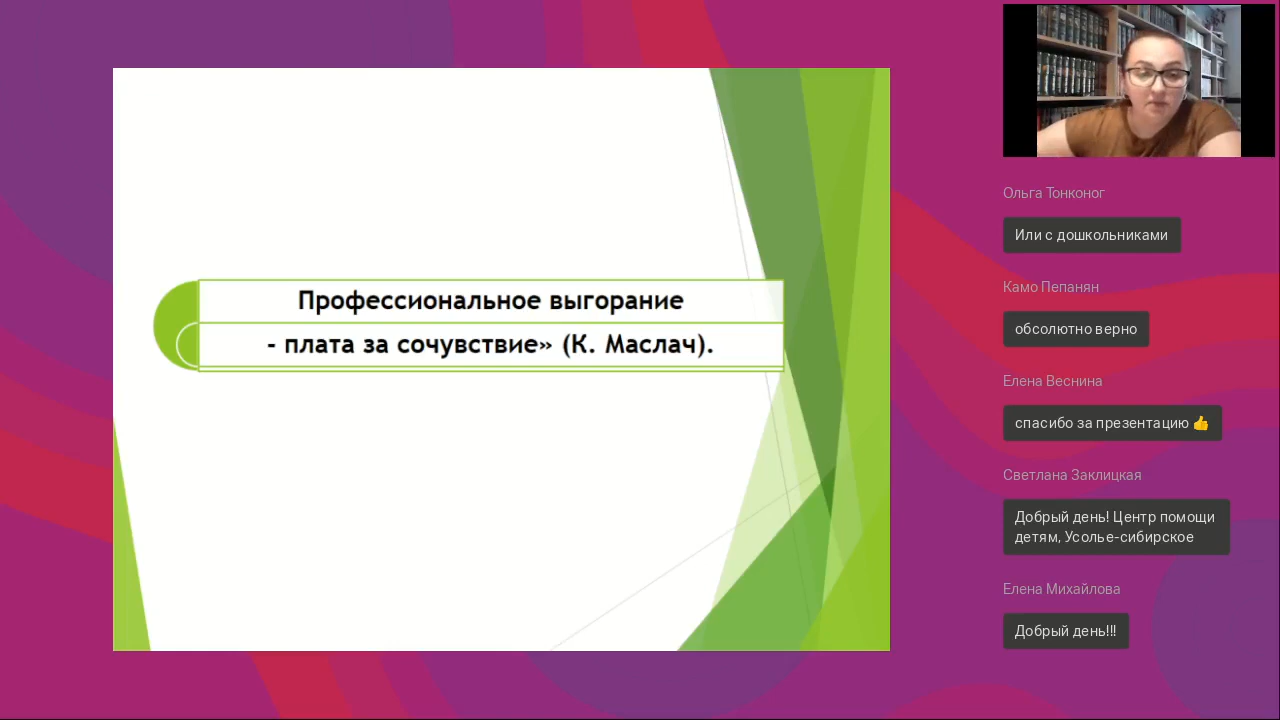 Профессиональное выгорание
- плата за сочувствие» (К. Маслач).
Ольга Тонконог
Или с дошкольниками
Камо Пепанян
обсолютно верно
Елена Веснина
спасибо за презентацию 👍
Светлана Заклицкая
Добрый день! Центр помощи
детям, Усолье-сибирское
Елена Михайлова
Добрый день!!!